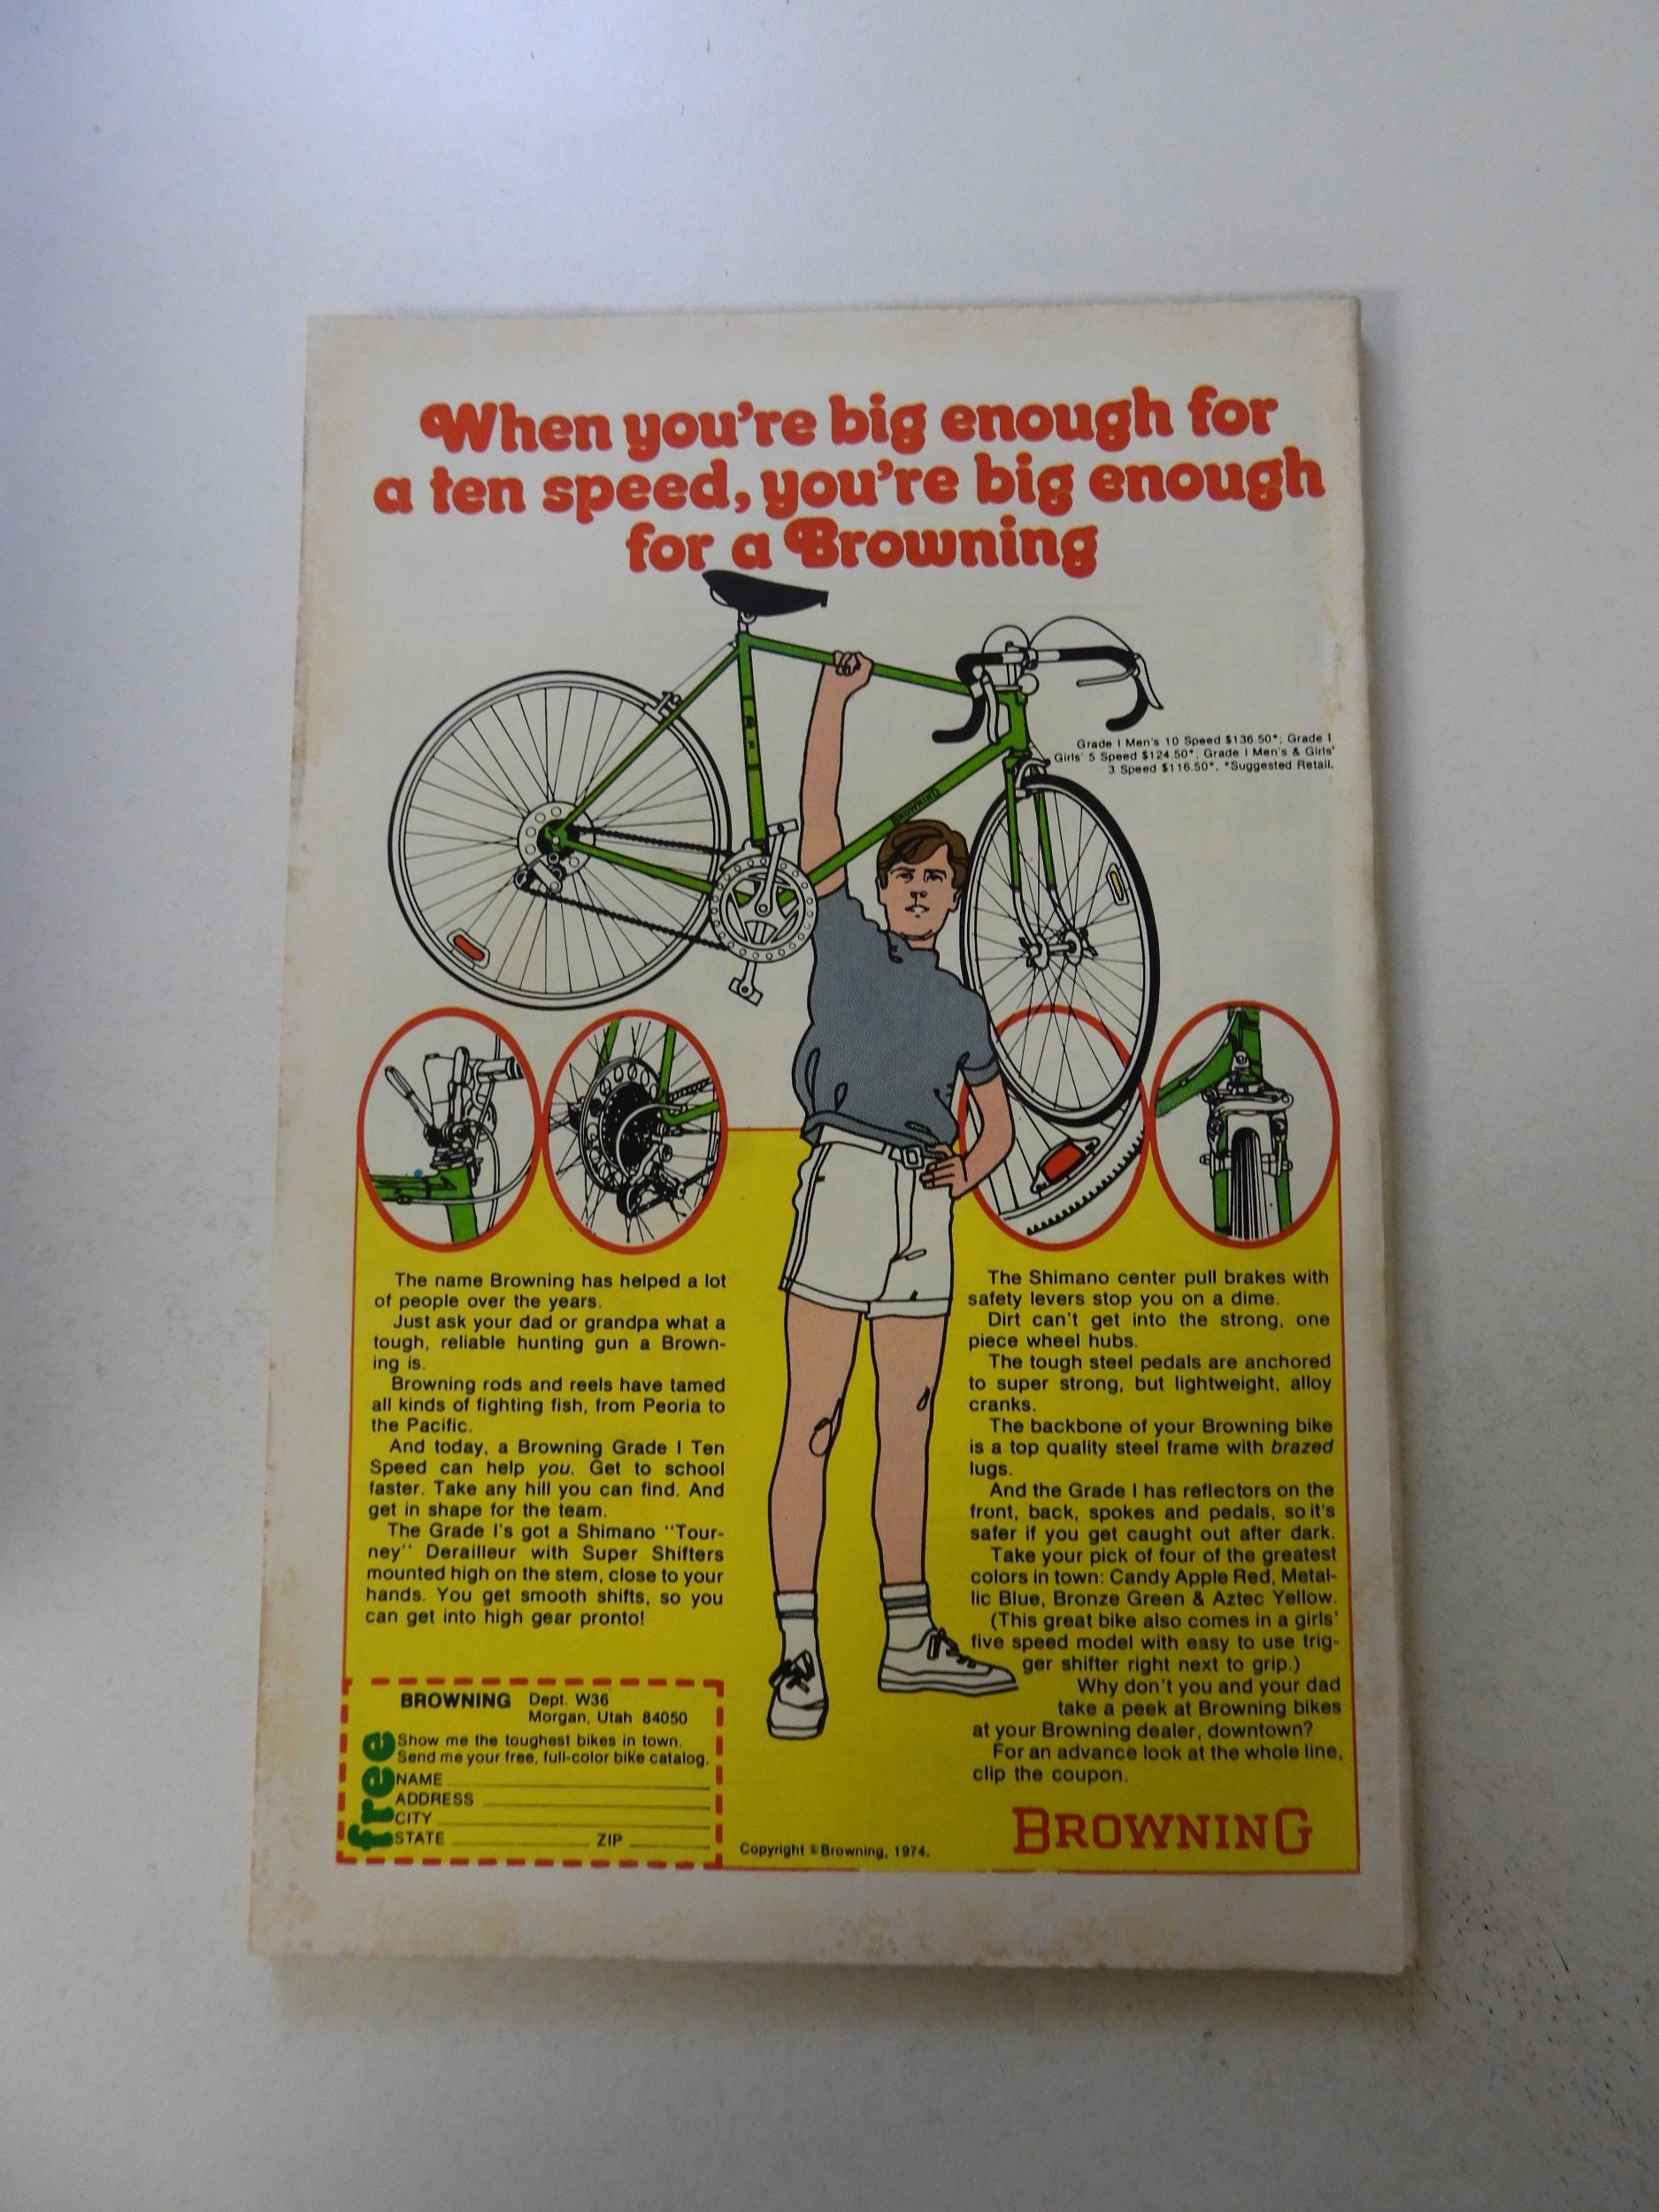 When you're big enough for
a ten speed, you're big enough
for a Browning
Grade I Men's 10 Speed $136.50*; Grade I
Girls' 5 Speed $124.50*; Grade I Men's & Girls'
3 Speed $116.50*. *Suggested Retail.
BROWNING
The name Browning has helped a lot
of people over the years.
Just ask your dad or grandpa what a
tough, reliable hunting gun a Brown-
ing is.
Browning rods and reels have tamed
all kinds of fighting fish, from Peoria to
the Pacific.
And today, a Browning Grade I Ten
Speed can help you. Get to school
faster. Take any hill you can find. And
get in shape for the team.
The Grade I's got a Shimano "Tour-
ney" Derailleur with Super Shifters
mounted high on the stem, close to your
hands. You get smooth shifts, so you
can get into high gear pronto!
The Shimano center pull brakes with
safety levers stop you on a dime.
Dirt can't get into the strong, one
piece wheel hubs.
The tough steel pedals are anchored
to super strong, but lightweight, alloy
cranks.
The backbone of your Browning bike
is a top quality steel frame with brazed
lugs.
And the Grade I has reflectors on the
front, back, spokes and pedals, so it's
safer if you get caught out after dark.
Take your pick of four of the greatest
colors in town: Candy Apple Red, Metal-
lic Blue, Bronze Green & Aztec Yellow.
(This great bike also comes in a girls'
five speed model with easy to use trig-
ger shifter right next to grip.)
Why don't you and your dad
take a peek at Browning bikes
at your Browning dealer, downtown?
For an advance look at the whole line,
clip the coupon.
BROWNING Dept. W36
Morgan, Utah 84050
free
Show me the toughest bikes in town.
Send me your free, full-color bike catalog.
NAME
ADDRESS
CITY
STATE ZIP
Copyright © Browning, 1974.
BROWNING